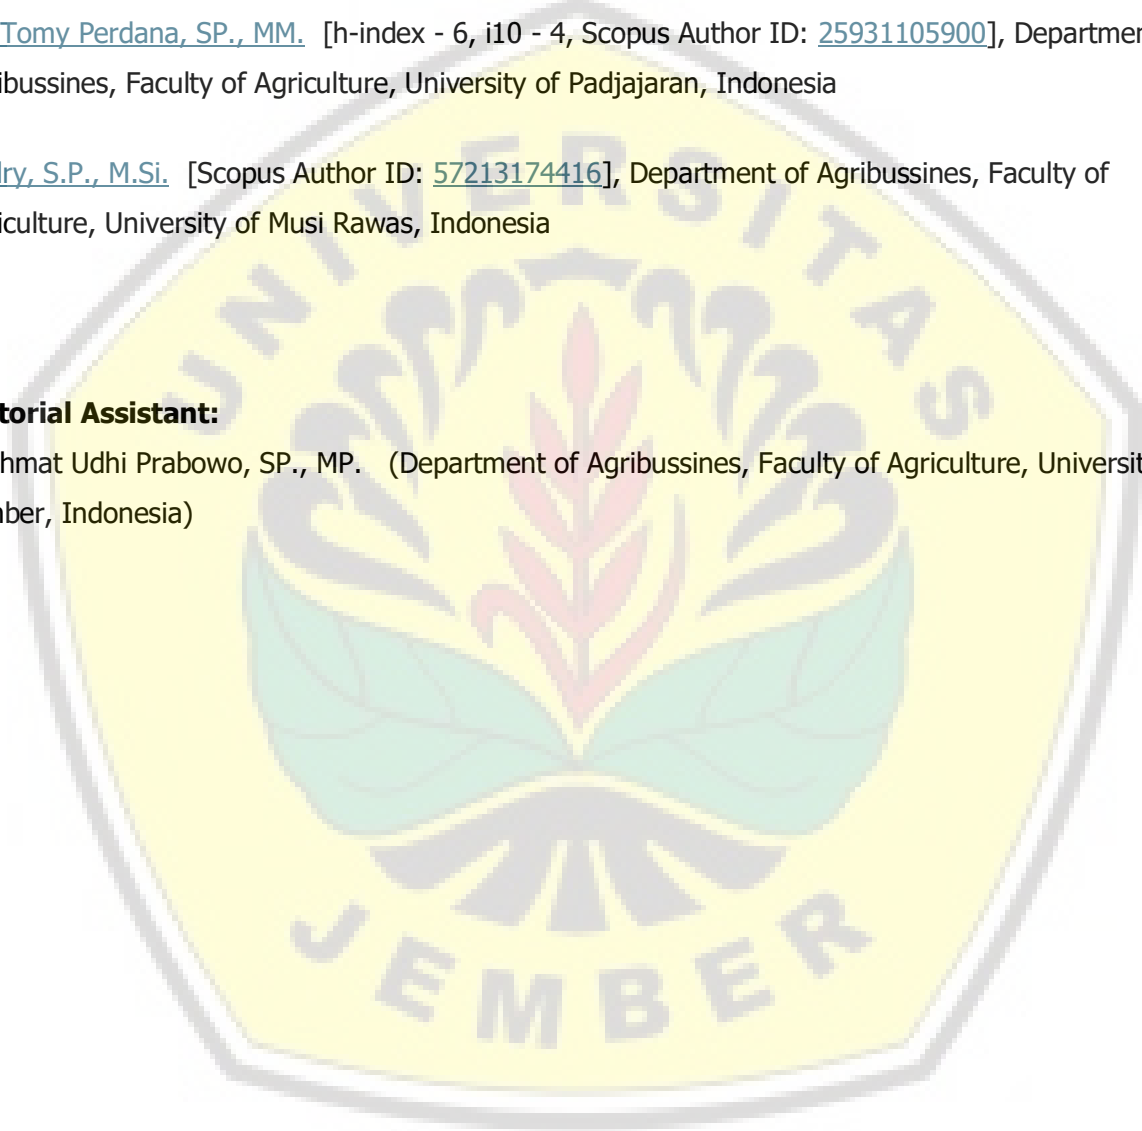 Tomy Perdana, SP., MM. [h-index - 6, i10 - 4, Scopus Author ID: 25931105900], Departmen
ibussines, Faculty of Agriculture, University of Padjajaran, Indonesia
dry, S.P., M.Si. [Scopus Author ID: 57213174416], Department of Agribussines, Faculty of
iculture, University of Musi Rawas, Indonesia
torial Assistant:
hmat Udhi Prabowo, SP., MP. (Department of Agribussines, Faculty of Agriculture, Universit
ber, Indonesia)
UNIVERSITAS
JEMBER